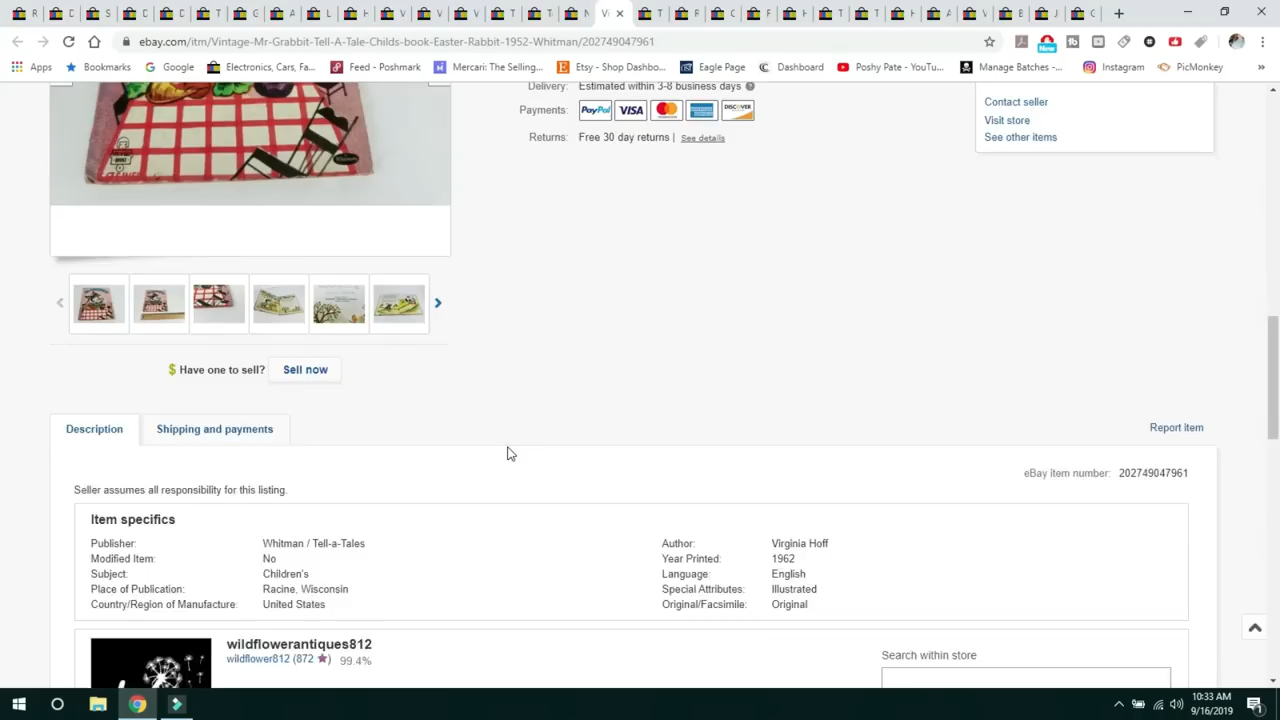 R
D
S
D
D
T
G
A
L
H
V
V
V
T
T
N
Vi
T
R
C
F
H
T
T
H
A
V
B
J
C
ebay.com/itm/Vintage-Mr-Grabbit-Tell-A-Tale-Childs-book-Easter-Rabbit-1952-Whitman/202749047961
New
Apps
Bookmarks
Google
Electronics, Cars, Fa...
Feed - Poshmark
Mercari: The Selling...
Etsy - Shop Dashbo...
Eagle Page
Dashboard
Poshy Pate - YouTu...
Manage Batches -...
Instagram
PicMonkey
»
Delivery: Estimated within 3-8 business days
Payments: PayPal VISA MasterCard DISCOVER
Returns: Free 30 day returns | See details
Contact seller
Visit store
See other items
Whitman
$ Have one to sell? Sell now
Description Shipping and payments Report item
eBay item number: 202749047961
Seller assumes all responsibility for this listing.
Item specifics
Publisher: Whitman / Tell-a-Tales Author: Virginia Hoff
Modified Item: No Year Printed: 1962
Subject: Children's Language: English
Place of Publication: Racine, Wisconsin Special Attributes: Illustrated
Country/Region of Manufacture: United States Original/Facsimile: Original
wildflowerantiques812
wildflower812 (872 ★) 99.4%
Search within store
10:33 AM
9/16/2019